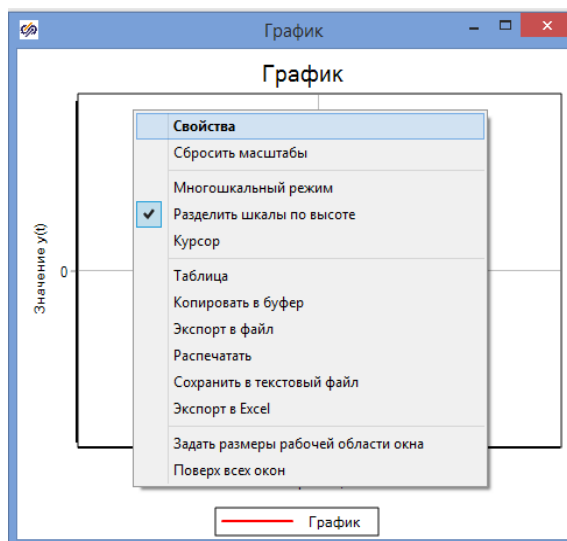 График
График
Свойства
Сбросить масштабы
Многошкальный режим
Разделить шкалы по высоте
Курсор
Таблица
Копировать в буфер
Экспорт в файл
Распечатать
Сохранить в текстовый файл
Экспорт в Excel
Задать размеры рабочей области окна
Поверх всех окон
Значение y(t)
0
График